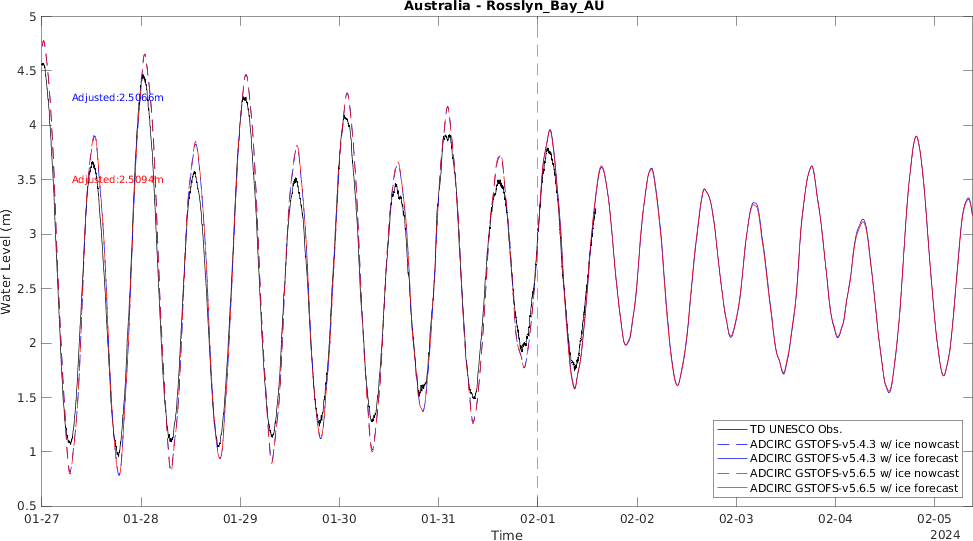 Australia - Rosslyn_Bay_AU
5
4.5
Adjusted:2.5066m
4
3.5
Adjusted:2.5094m
Water Level (m)
3
2.5
2
1.5
1
0.5
TD UNESCO Obs.
ADCIRC GSTOFS-v5.4.3 w/ ice nowcast
ADCIRC GSTOFS-v5.4.3 w/ ice forecast
ADCIRC GSTOFS-v5.6.5 w/ ice nowcast
ADCIRC GSTOFS-v5.6.5 w/ ice forecast
01-27 01-28 01-29 01-30 01-31 02-01 02-02 02-03 02-04 02-05
Time
2024